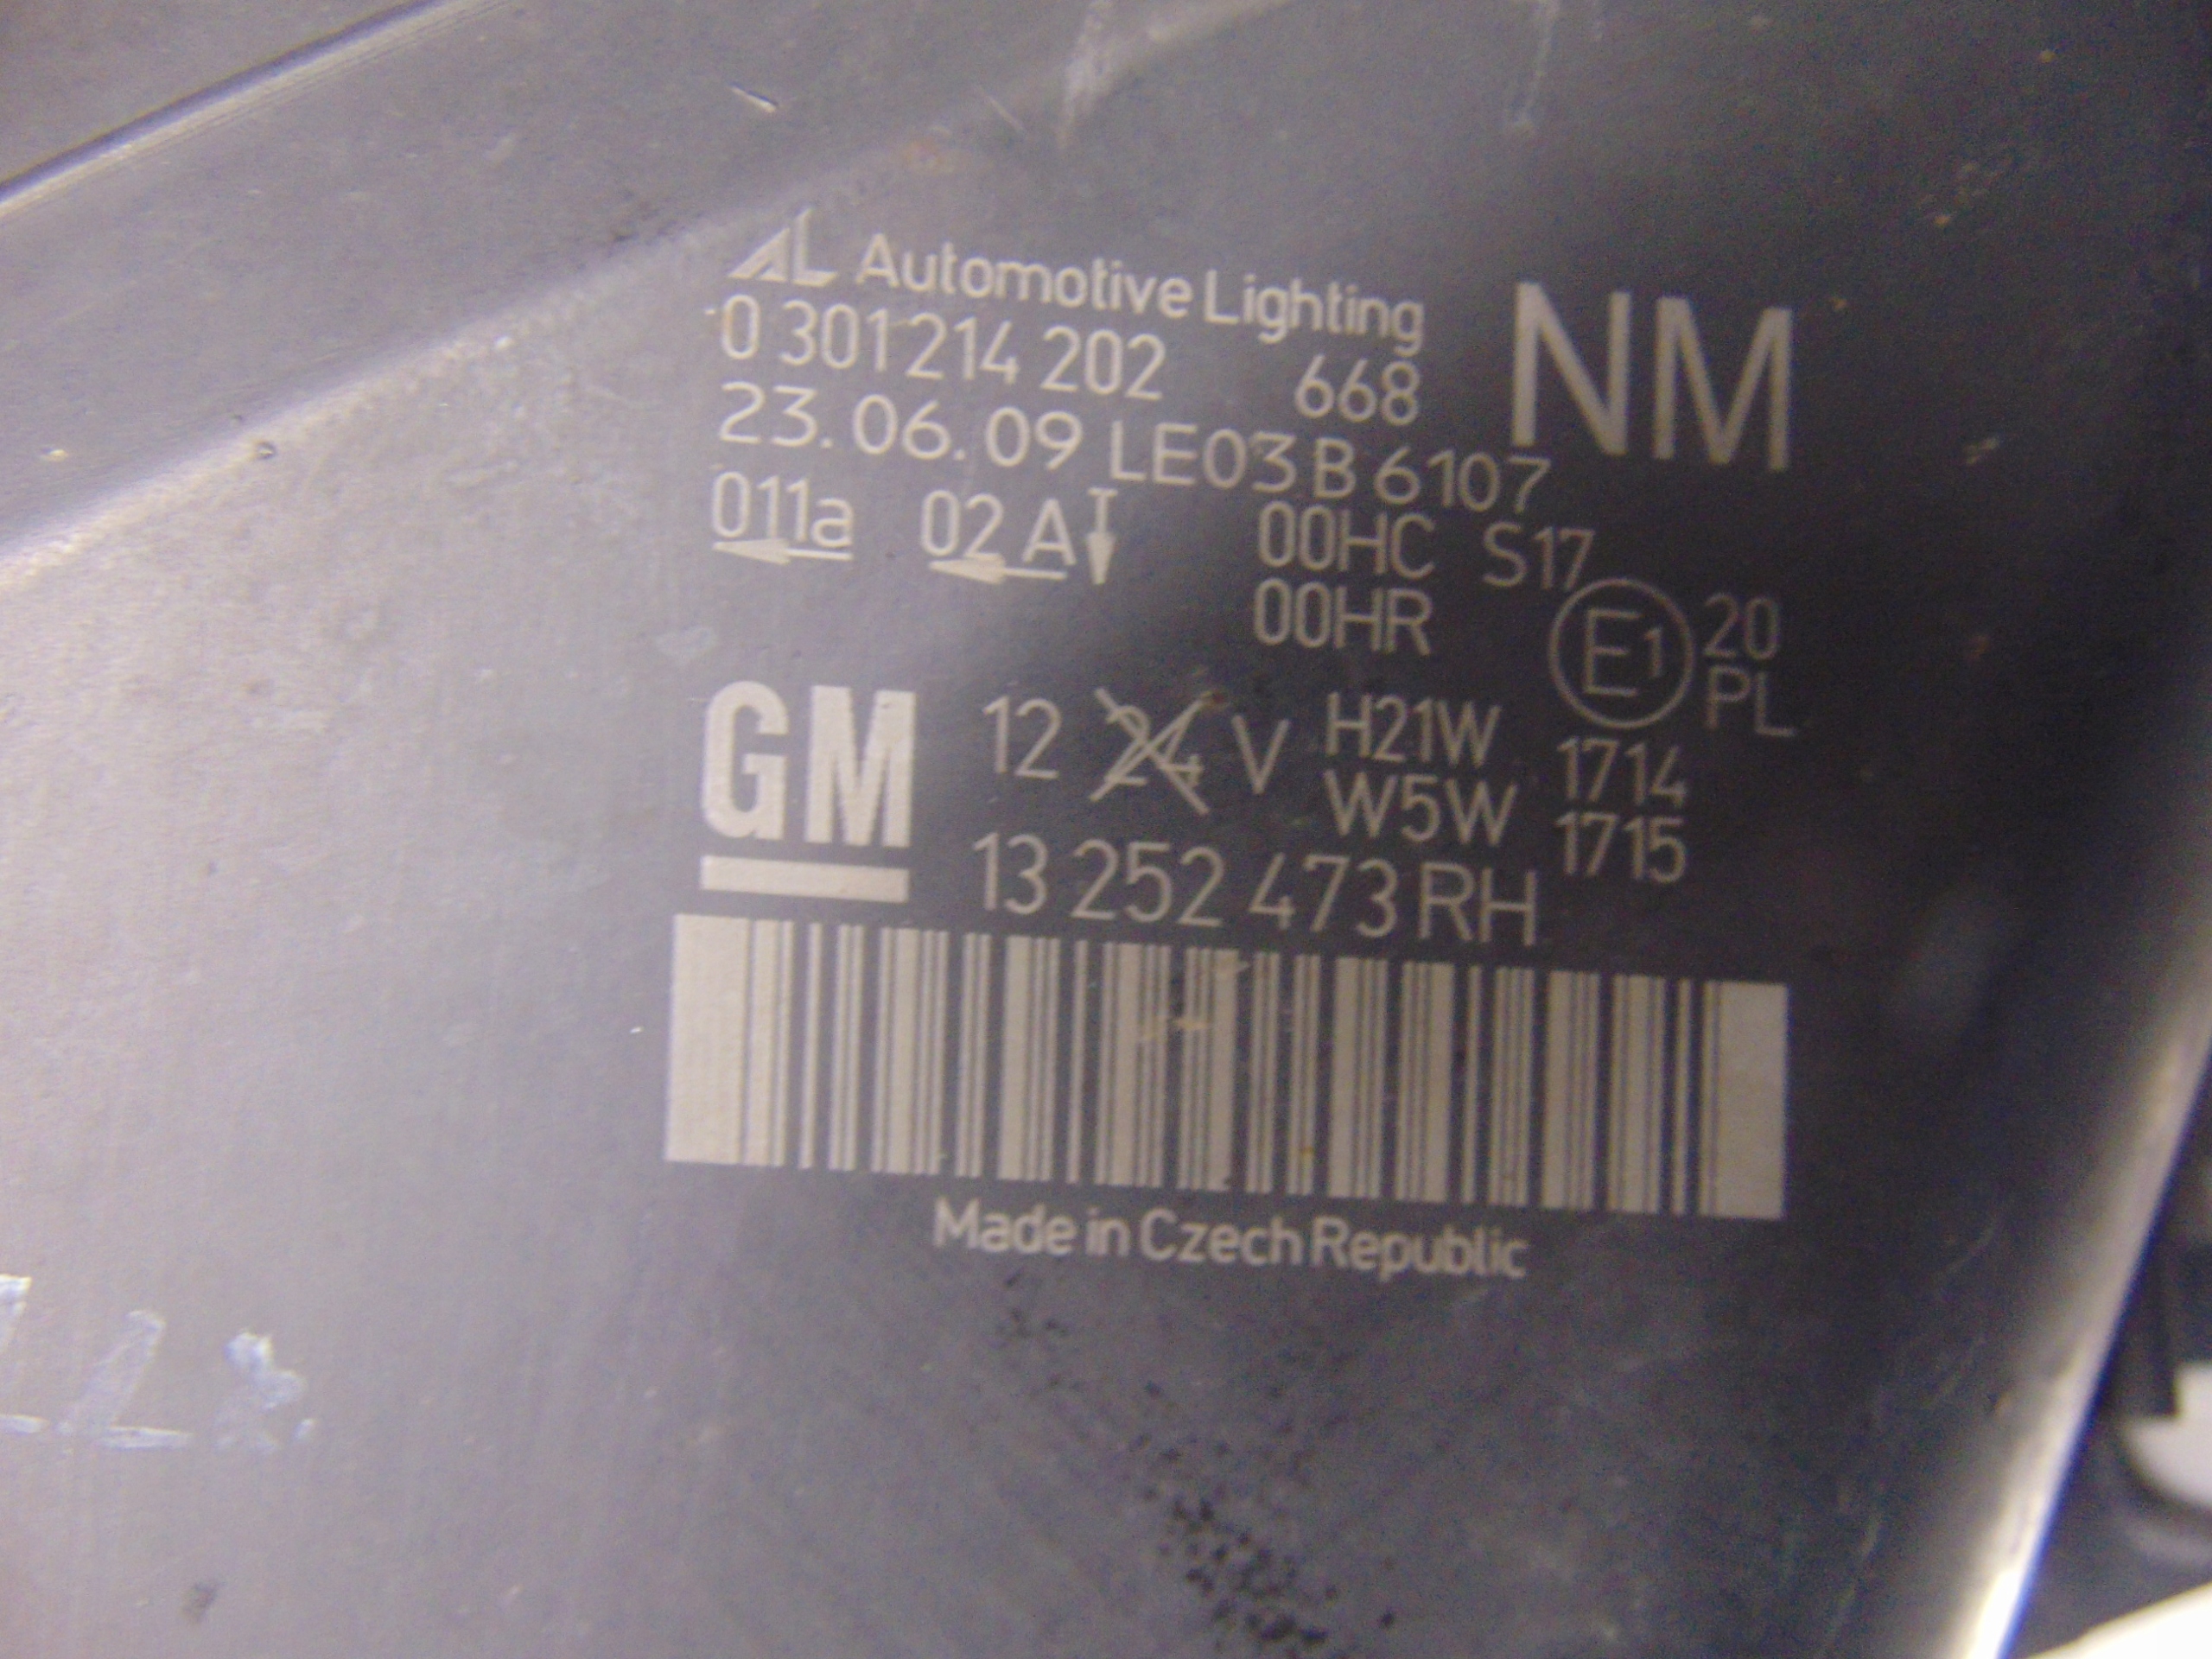 AL Automotive Lighting
NM
0 301 214 202 668
23.06.09 LE03 B 6107
011a 02 A 00HC S17
00HR E1 20
PL
GM 12 24 V H21W 1714
W5W 1715
13 252 473 RH
Made in Czech Republic